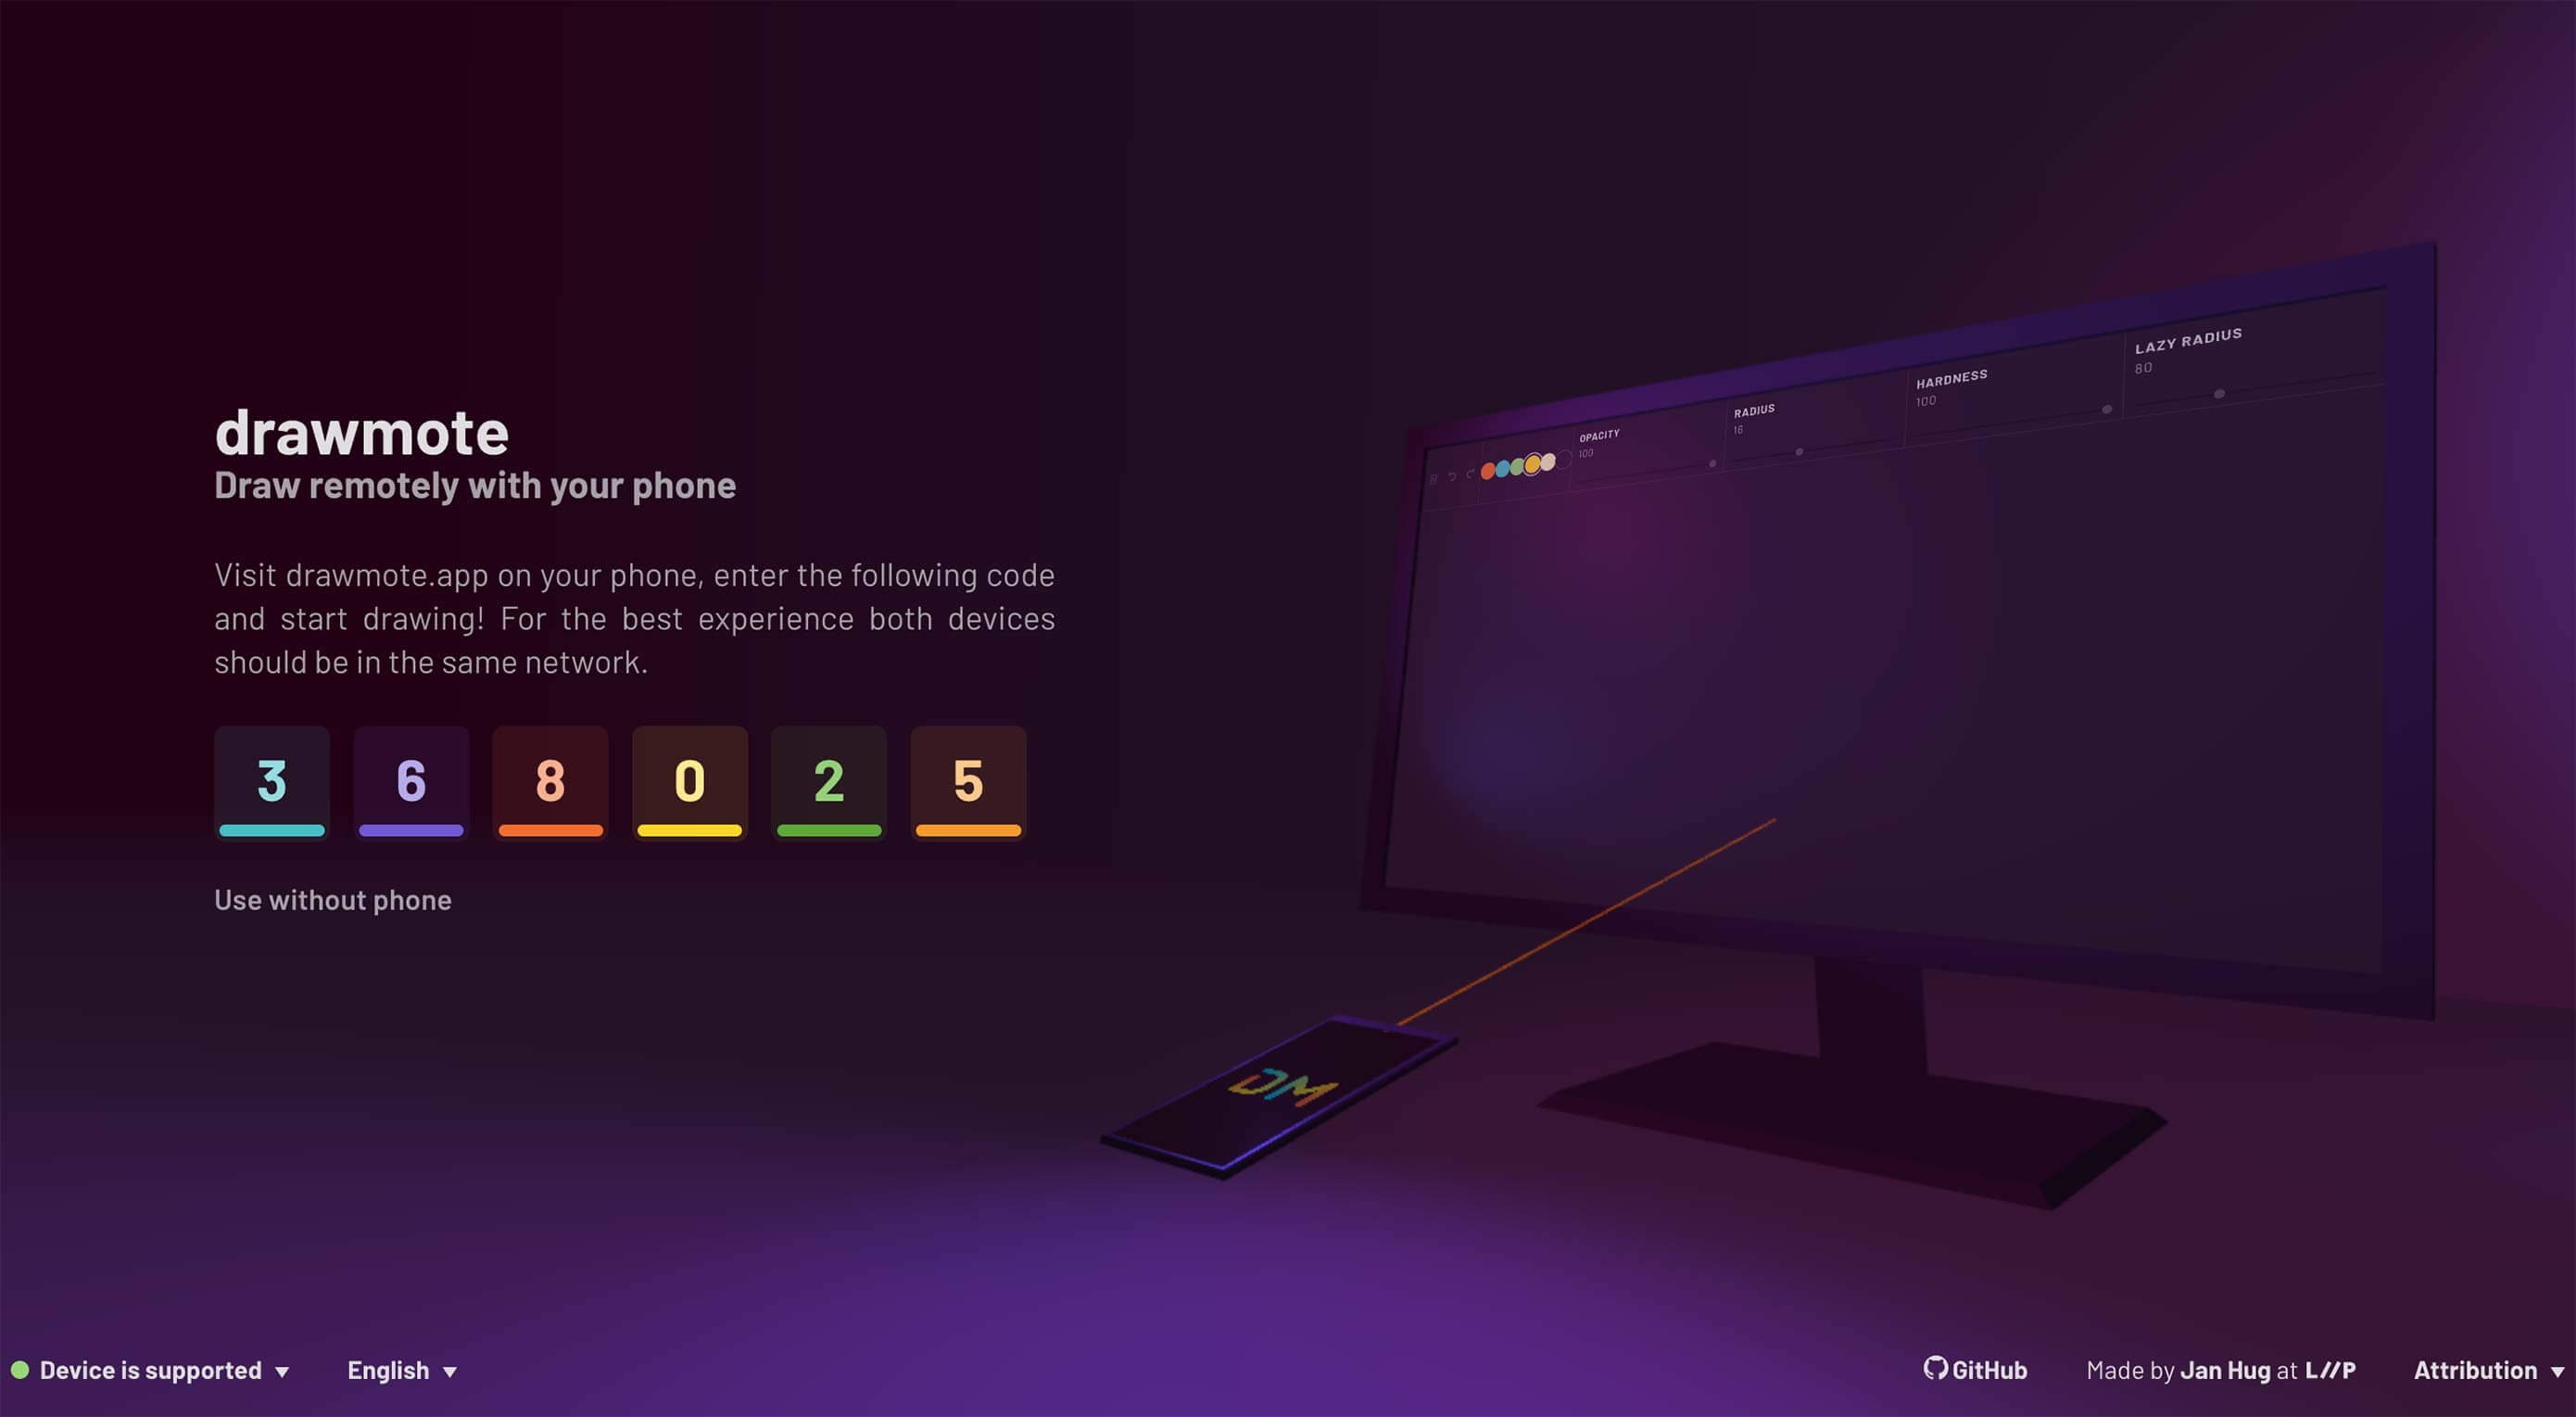 drawmote
Draw remotely with your phone
Visit drawmote.app on your phone, enter the following code
and start drawing! For the best experience both devices
should be in the same network.
3 6 8 0 2 5
Use without phone
OPACITY
100
RADIUS
16
HARDNESS
100
LAZY RADIUS
80
DM
Device is supported
English
GitHub
Made by Jan Hug at L//P
Attribution